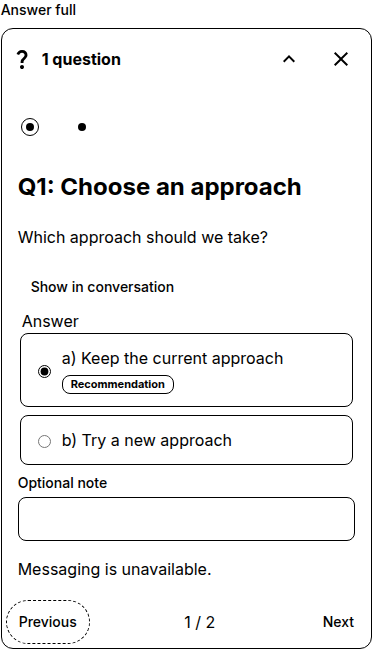 Answer full
? 1 question
Q1: Choose an approach
Which approach should we take?
Show in conversation
Answer
a) Keep the current approach
Recommendation
b) Try a new approach
Optional note
Messaging is unavailable.
Previous
1 / 2
Next